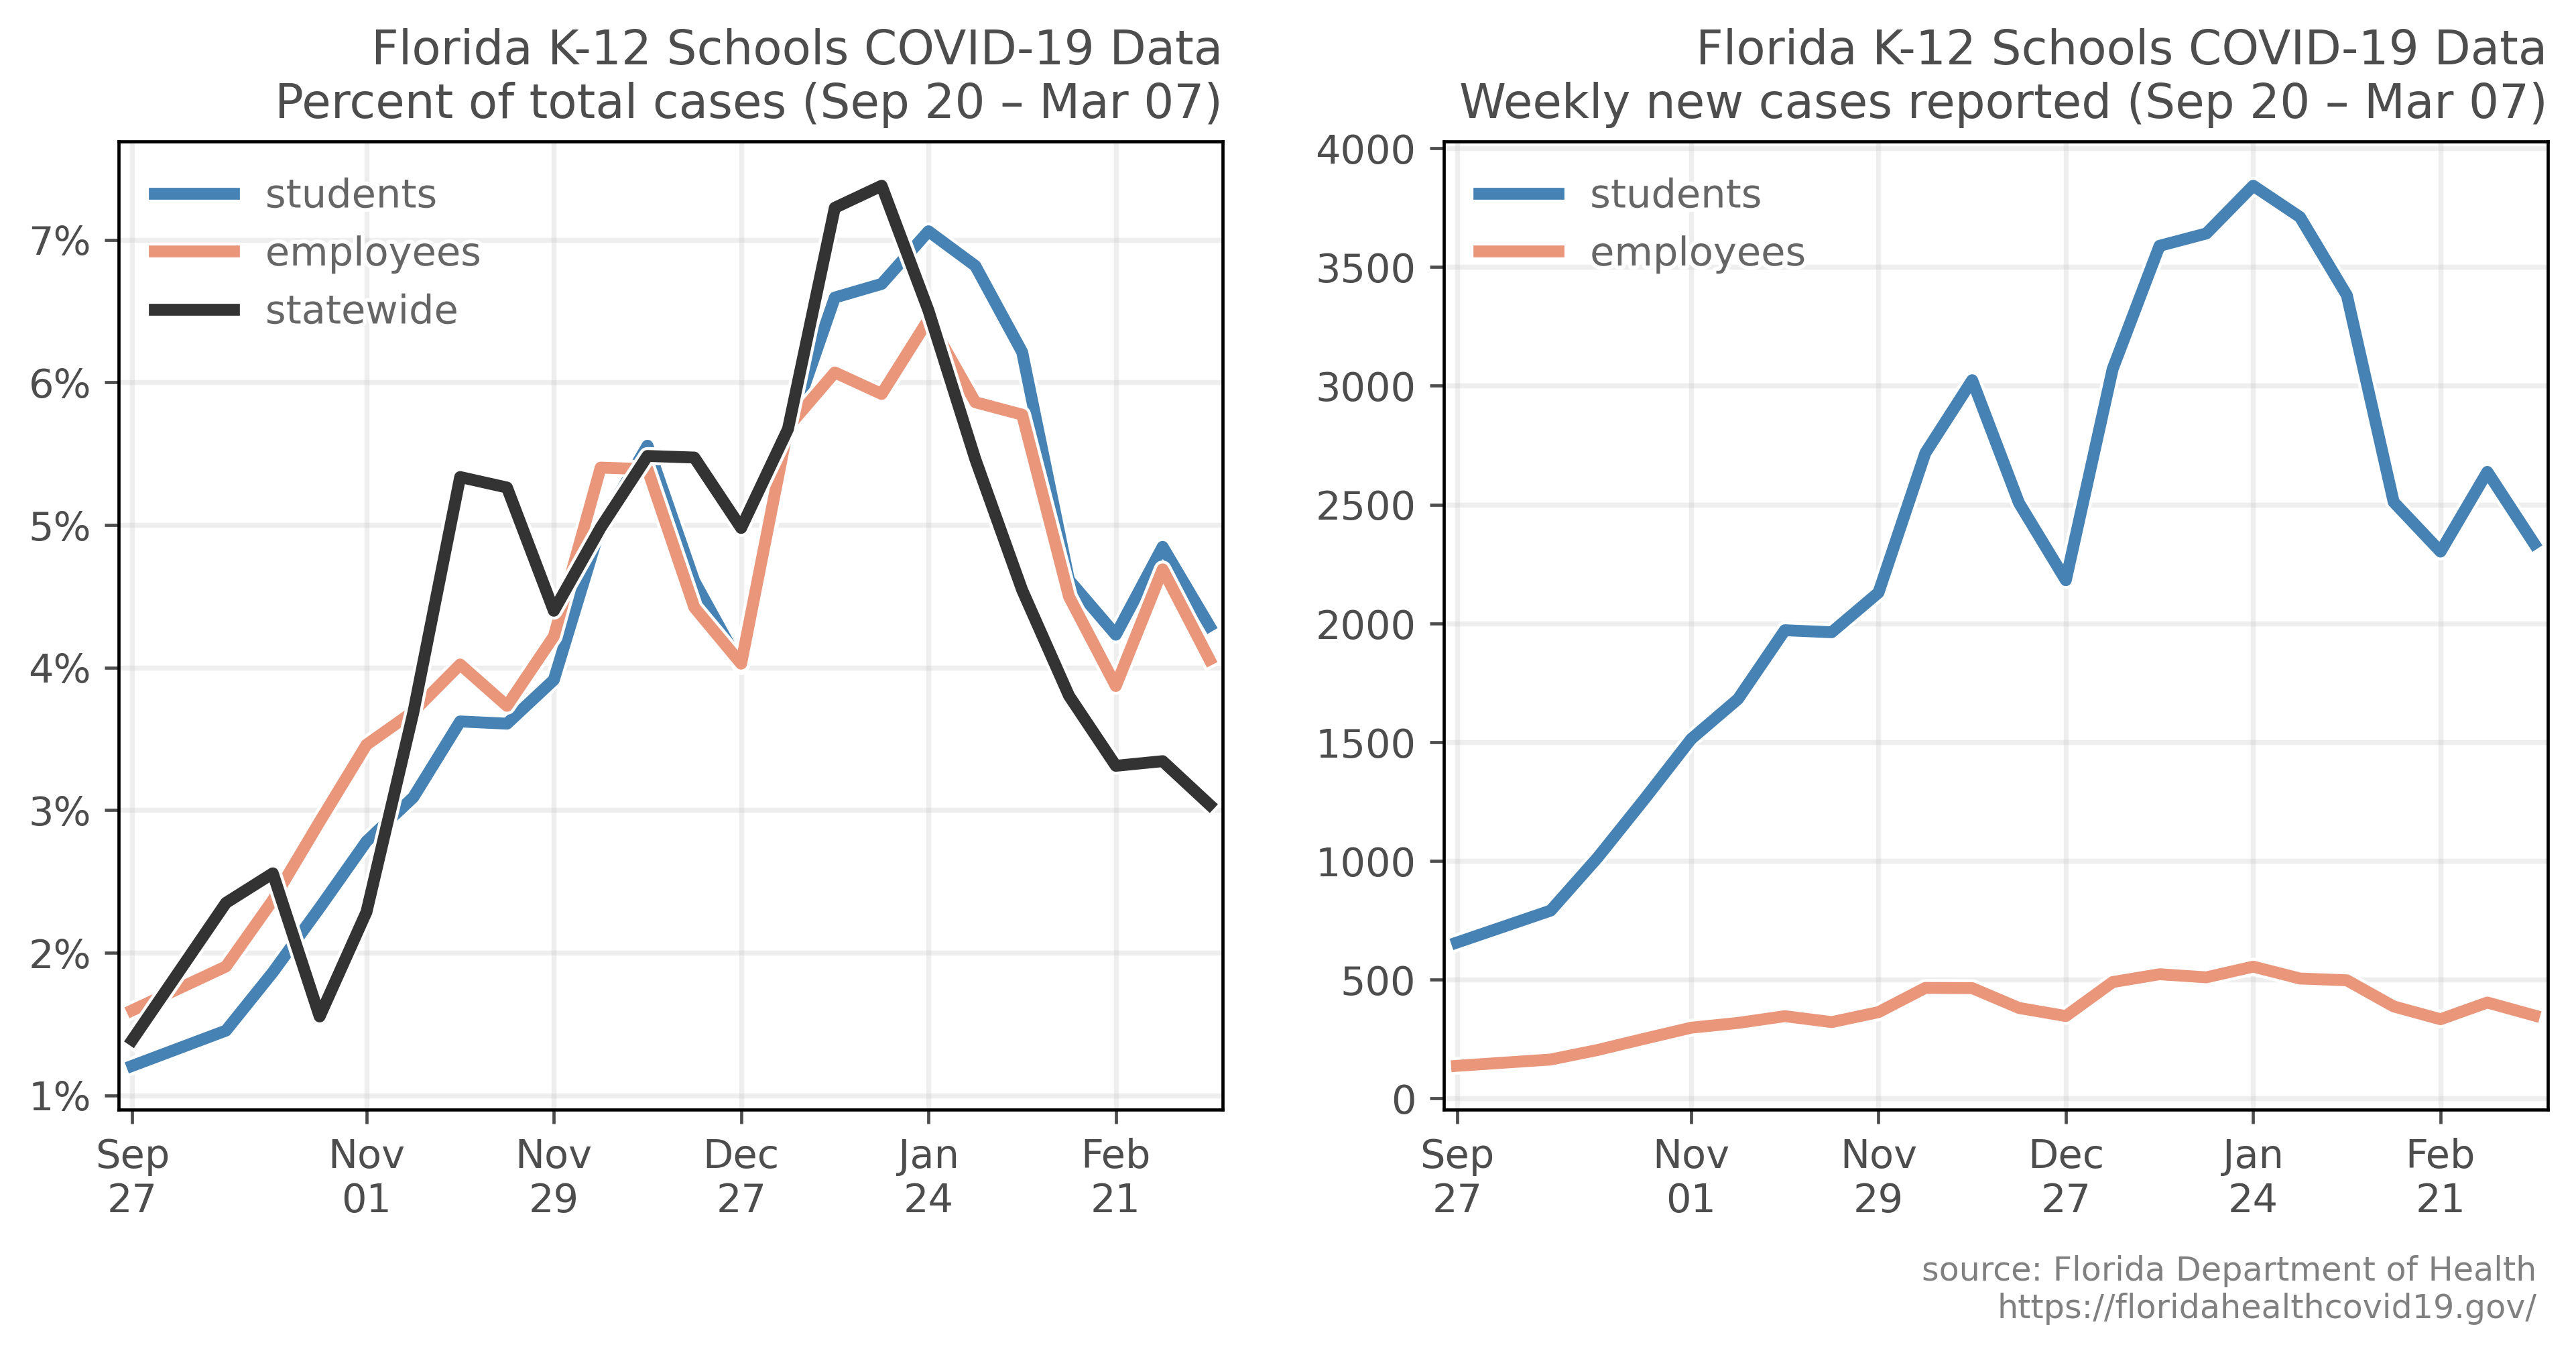 Florida K-12 Schools COVID-19 Data
Percent of total cases (Sep 20 – Mar 07)
students
employees
statewide
7%
6%
5%
4%
3%
2%
1%
Sep
27
Nov
01
Nov
29
Dec
27
Jan
24
Feb
21
Florida K-12 Schools COVID-19 Data
Weekly new cases reported (Sep 20 – Mar 07)
students
employees
4000
3500
3000
2500
2000
1500
1000
500
0
Sep
27
Nov
01
Nov
29
Dec
27
Jan
24
Feb
21
source: Florida Department of Health
https://floridahealthcovid19.gov/